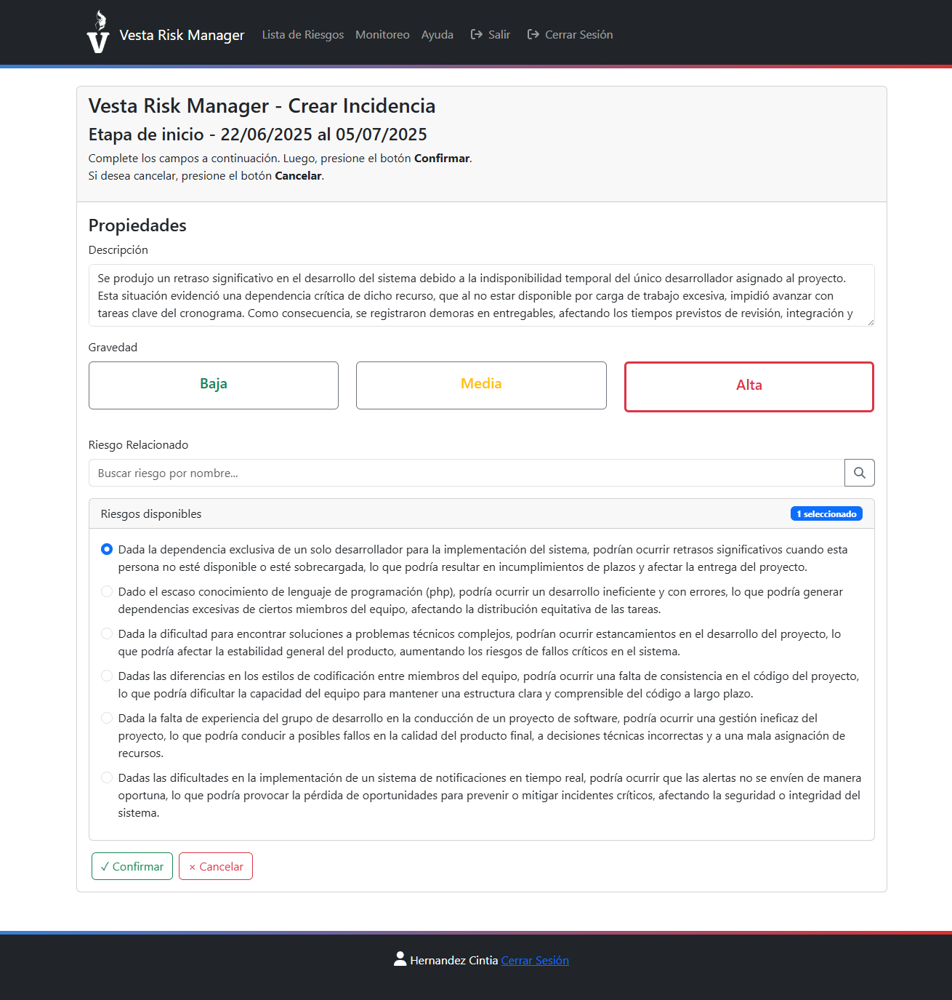 V Vesta Risk Manager Lista de Riesgos Monitoreo Ayuda Salir Cerrar Sesión
Vesta Risk Manager - Crear Incidencia
Etapa de inicio - 22/06/2025 al 05/07/2025
Complete los campos a continuación. Luego, presione el botón Confirmar.
Si desea cancelar, presione el botón Cancelar.
Propiedades
Descripción
Se produjo un retraso significativo en el desarrollo del sistema debido a la indisponibilidad temporal del único desarrollador asignado al proyecto.
Esta situación evidenció una dependencia crítica de dicho recurso, que al no estar disponible por carga de trabajo excesiva, impidió avanzar con
tareas clave del cronograma. Como consecuencia, se registraron demoras en entregables, afectando los tiempos previstos de revisión, integración y
Gravedad
Baja Media Alta
Riesgo Relacionado
Buscar riesgo por nombre...
Riesgos disponibles 1 seleccionado
Dada la dependencia exclusiva de un solo desarrollador para la implementación del sistema, podrían ocurrir retrasos significativos cuando esta
persona no esté disponible o esté sobrecargada, lo que podría resultar en incumplimientos de plazos y afectar la entrega del proyecto.
Dado el escaso conocimiento de lenguaje de programación (php), podría ocurrir un desarrollo ineficiente y con errores, lo que podría generar
dependencias excesivas de ciertos miembros del equipo, afectando la distribución equitativa de las tareas.
Dada la dificultad para encontrar soluciones a problemas técnicos complejos, podrían ocurrir estancamientos en el desarrollo del proyecto, lo
que podría afectar la estabilidad general del producto, aumentando los riesgos de fallos críticos en el sistema.
Dadas las diferencias en los estilos de codificación entre miembros del equipo, podría ocurrir una falta de consistencia en el código del proyecto,
lo que podría dificultar la capacidad del equipo para mantener una estructura clara y comprensible del código a largo plazo.
Dada la falta de experiencia del grupo de desarrollo en la conducción de un proyecto de software, podría ocurrir una gestión ineficaz del
proyecto, lo que podría conducir a posibles fallos en la calidad del producto final, a decisiones técnicas incorrectas y a una mala asignación de
recursos.
Dadas las dificultades en la implementación de un sistema de notificaciones en tiempo real, podría ocurrir que las alertas no se envíen de manera
oportuna, lo que podría provocar la pérdida de oportunidades para prevenir o mitigar incidentes críticos, afectando la seguridad o integridad del
sistema.
✓ Confirmar × Cancelar
Hernandez Cintia Cerrar Sesión